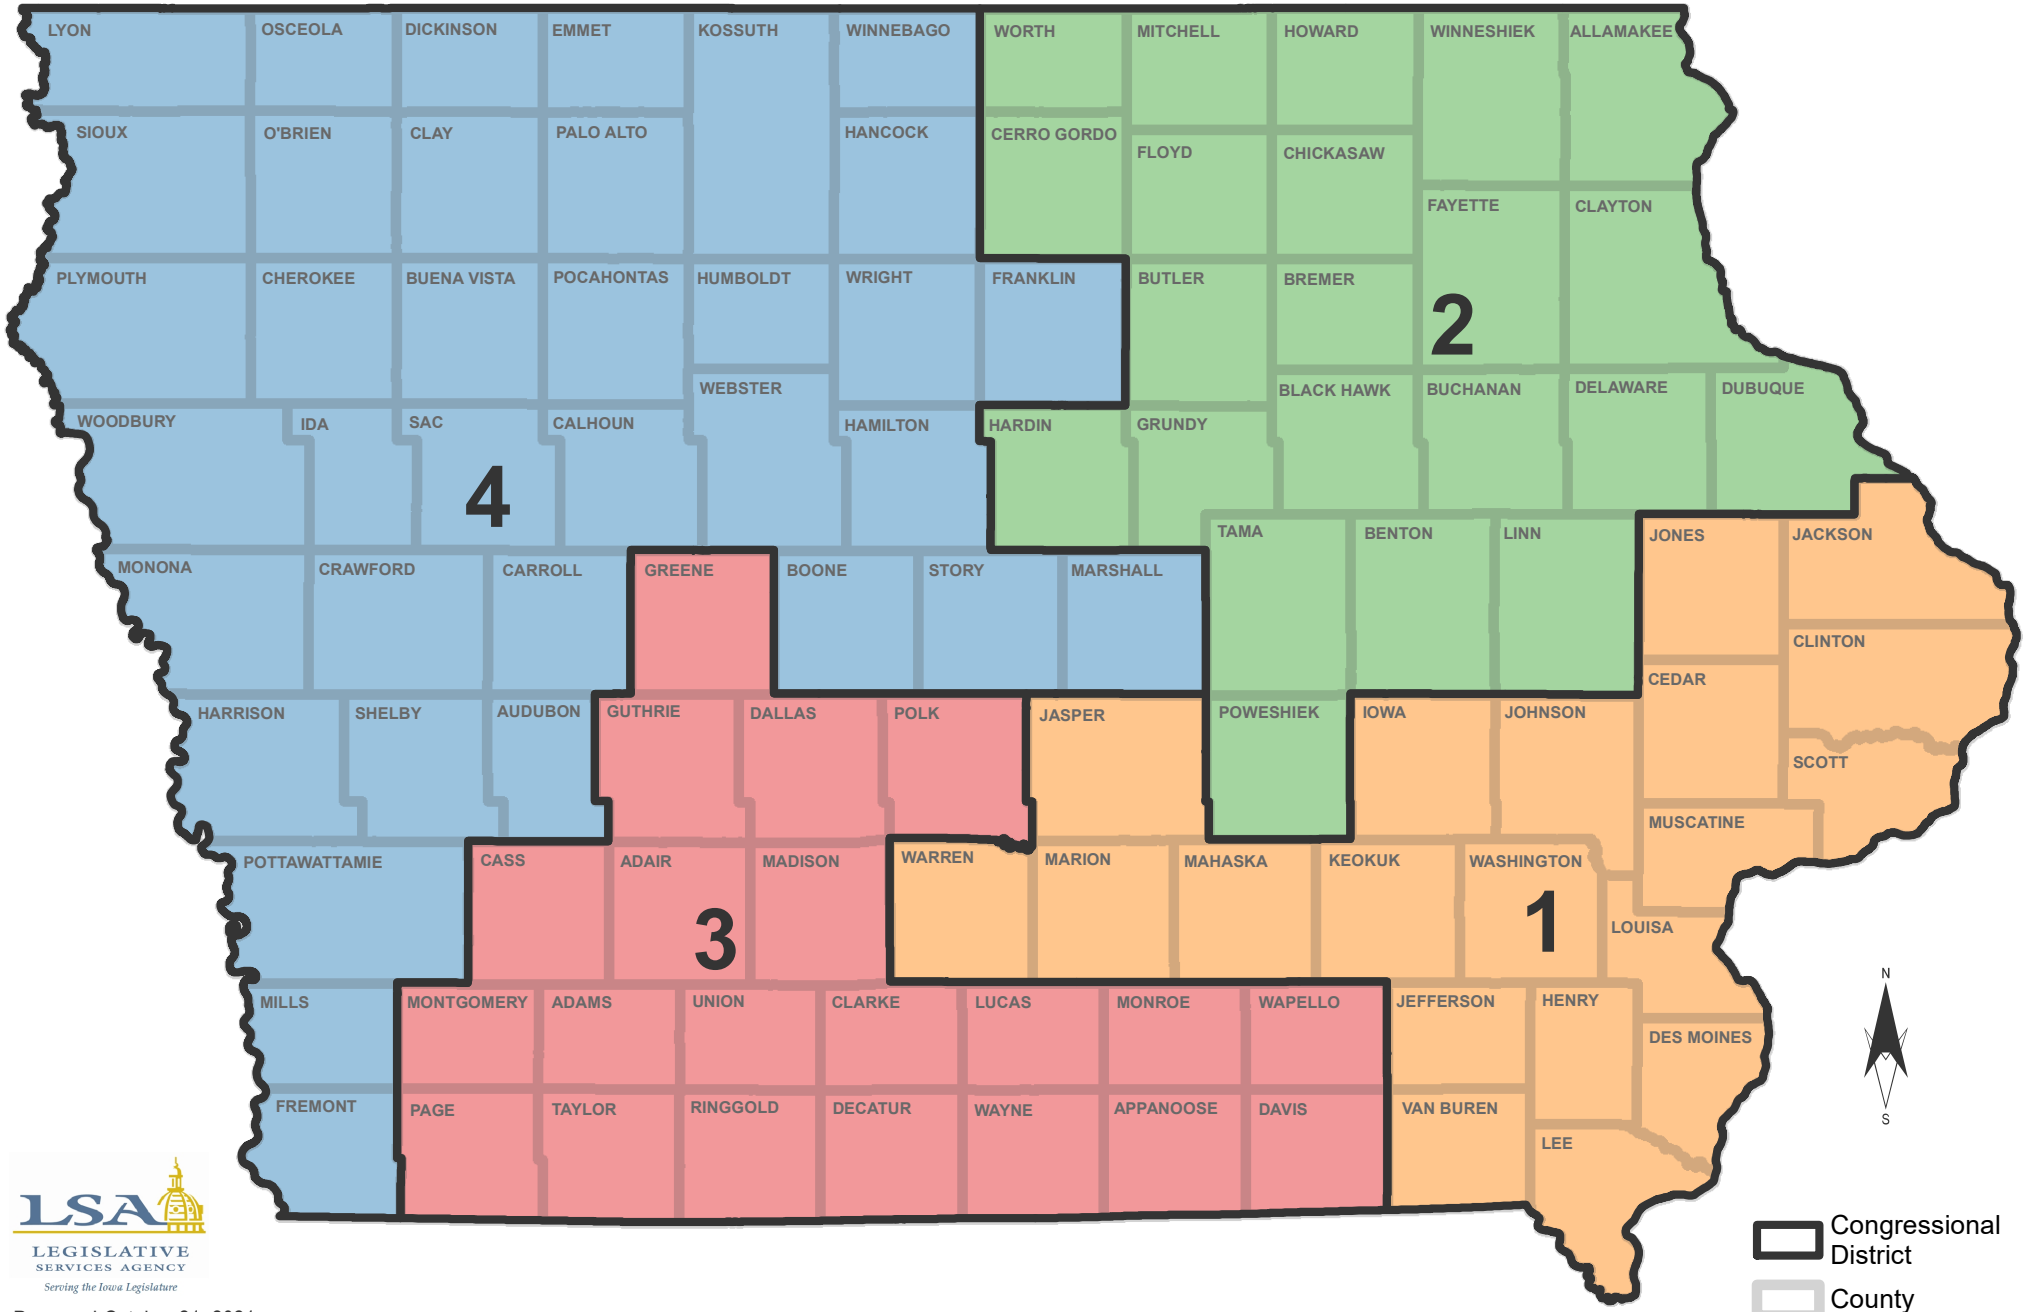 LYON OSCEOLA DICKINSON EMMET KOSSUTH WINNEBAGO WORTH MITCHELL HOWARD WINNESHIEK ALLAMAKEE
SIOUX O'BRIEN CLAY PALO ALTO HANCOCK CERRO GORDO
FLOYD CHICKASAW
FAYETTE CLAYTON
PLYMOUTH CHEROKEE BUENA VISTA POCAHONTAS HUMBOLDT WRIGHT FRANKLIN BUTLER BREMER
2
WEBSTER BLACK HAWK BUCHANAN DELAWARE DUBUQUE
WOODBURY IDA SAC CALHOUN HAMILTON HARDIN GRUNDY
4
TAMA BENTON LINN JONES JACKSON
MONONA CRAWFORD CARROLL GREENE BOONE STORY MARSHALL
CLINTON
CEDAR
HARRISON SHELBY AUDUBON GUTHRIE DALLAS POLK JASPER POWESHIEK IOWA JOHNSON
SCOTT
MUSCATINE
POTTAWATTAMIE CASS ADAIR MADISON WARREN MARION MAHASKA KEOKUK WASHINGTON
3
1
LOUISA
MILLS MONTGOMERY ADAMS UNION CLARKE LUCAS MONROE WAPELLO JEFFERSON HENRY
DES MOINES
FREMONT PAGE TAYLOR RINGGOLD DECATUR WAYNE APPANOOSE DAVIS VAN BUREN
LEE
N
S
LSA
LEGISLATIVE
SERVICES AGENCY
Serving the Iowa Legislature
Congressional
District
County